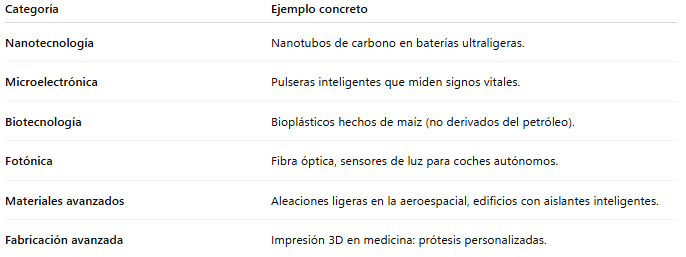 Categoría Ejemplo concreto
Nanotecnología Nanotubos de carbono en baterías ultraligeras.
Microelectrónica Pulseras inteligentes que miden signos vitales.
Biotecnología Bioplásticos hechos de maíz (no derivados del petróleo).
Fotónica Fibra óptica, sensores de luz para coches autónomos.
Materiales avanzados Aleaciones ligeras en la aeroespacial, edificios con aislantes inteligentes.
Fabricación avanzada Impresión 3D en medicina: prótesis personalizadas.